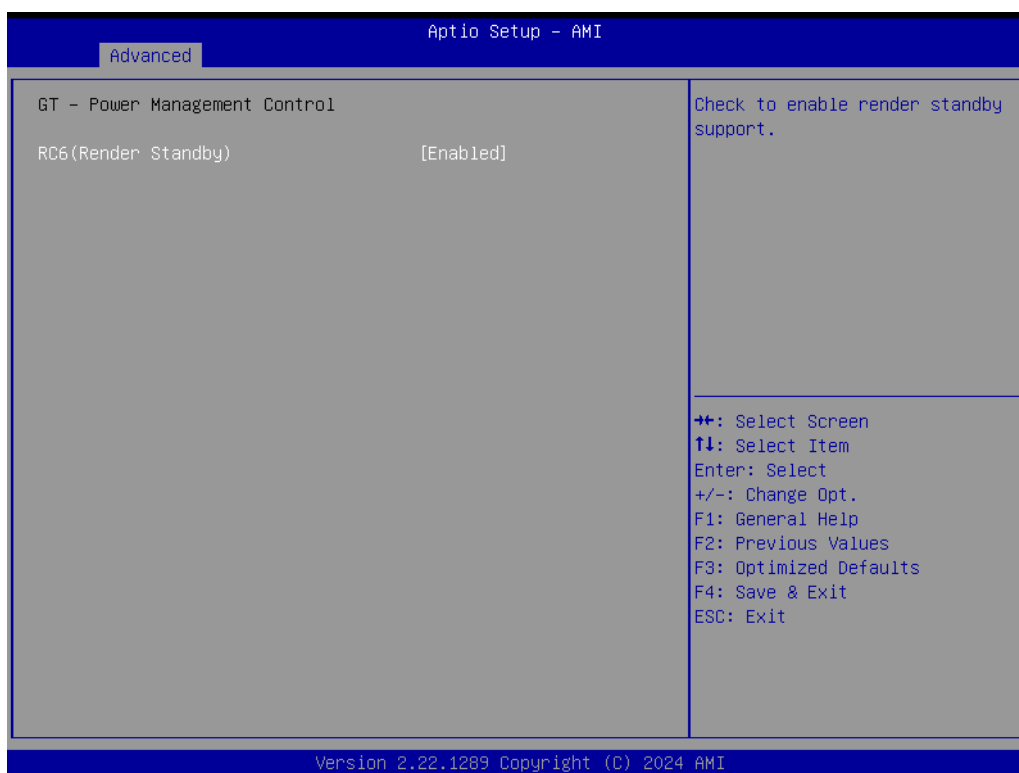 Aptio Setup – AMI
Advanced
GT – Power Management Control
RC6(Render Standby) [Enabled]
Check to enable render standby
support.
→←: Select Screen
↑↓: Select Item
Enter: Select
+/-: Change Opt.
F1: General Help
F2: Previous Values
F3: Optimized Defaults
F4: Save & Exit
ESC: Exit
Version 2.22.1289 Copyright (C) 2024 AMI